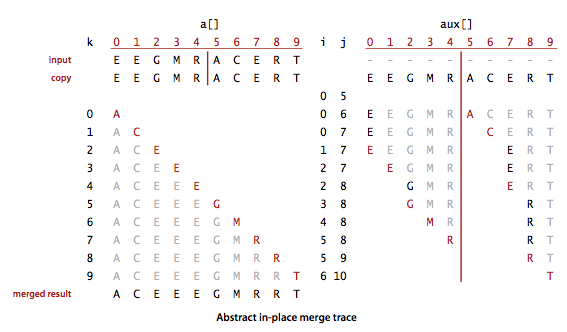 a[] aux[]
k 0 1 2 3 4 5 6 7 8 9 i j 0 1 2 3 4 5 6 7 8 9
input E E G M R A C E R T - - - - - - - - - -
copy E E G M R A C E R T E E G M R A C E R T
0 5
0 A 0 6 E E G M R A C E R T
1 A C 0 7 E E G M R C E R T
2 A C E 1 7 E E G M R E R T
3 A C E E 2 7 E G M R E R T
4 A C E E E 2 8 G M R E R T
5 A C E E E G 3 8 G M R R T
6 A C E E E G M 4 8 M R R T
7 A C E E E G M R 5 8 R R T
8 A C E E E G M R R 5 9 R T
9 A C E E E G M R R T 6 10 T
merged result A C E E E G M R R T
Abstract in-place merge trace